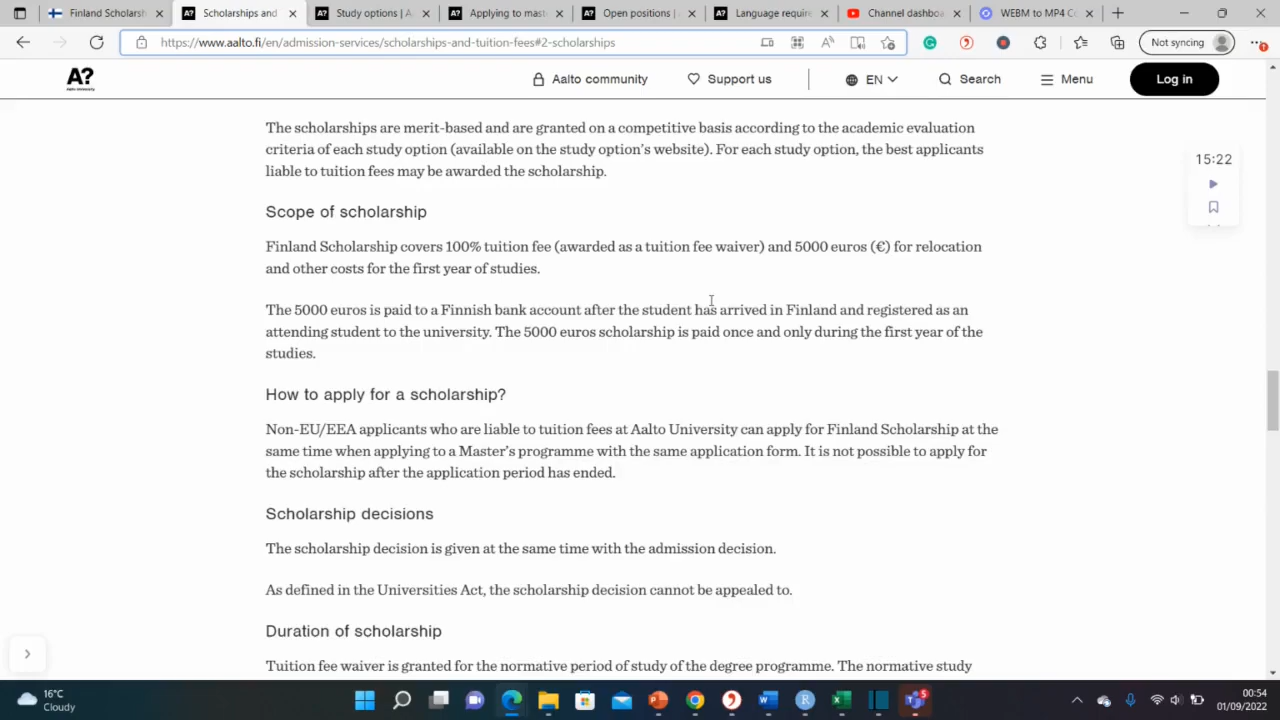 Finland Scholarsh
Scholarships and
Study options | A
Applying to mast
Open positions |
Language require
Channel dashboa
WEBM to MP4 Co
https://www.aalto.fi/en/admission-services/scholarships-and-tuition-fees#2-scholarships
Not syncing
A?
Aalto University
Aalto community
Support us
EN
Search
Menu
Log in
The scholarships are merit-based and are granted on a competitive basis according to the academic evaluation
criteria of each study option (available on the study option's website). For each study option, the best applicants
liable to tuition fees may be awarded the scholarship.
15:22
Scope of scholarship
Finland Scholarship covers 100% tuition fee (awarded as a tuition fee waiver) and 5000 euros (€) for relocation
and other costs for the first year of studies.
The 5000 euros is paid to a Finnish bank account after the student has arrived in Finland and registered as an
attending student to the university. The 5000 euros scholarship is paid once and only during the first year of the
studies.
How to apply for a scholarship?
Non-EU/EEA applicants who are liable to tuition fees at Aalto University can apply for Finland Scholarship at the
same time when applying to a Master's programme with the same application form. It is not possible to apply for
the scholarship after the application period has ended.
Scholarship decisions
The scholarship decision is given at the same time with the admission decision.
As defined in the Universities Act, the scholarship decision cannot be appealed to.
Duration of scholarship
Tuition fee waiver is granted for the normative period of study of the degree programme. The normative study
16°C
Cloudy
5
00:54
01/09/2022